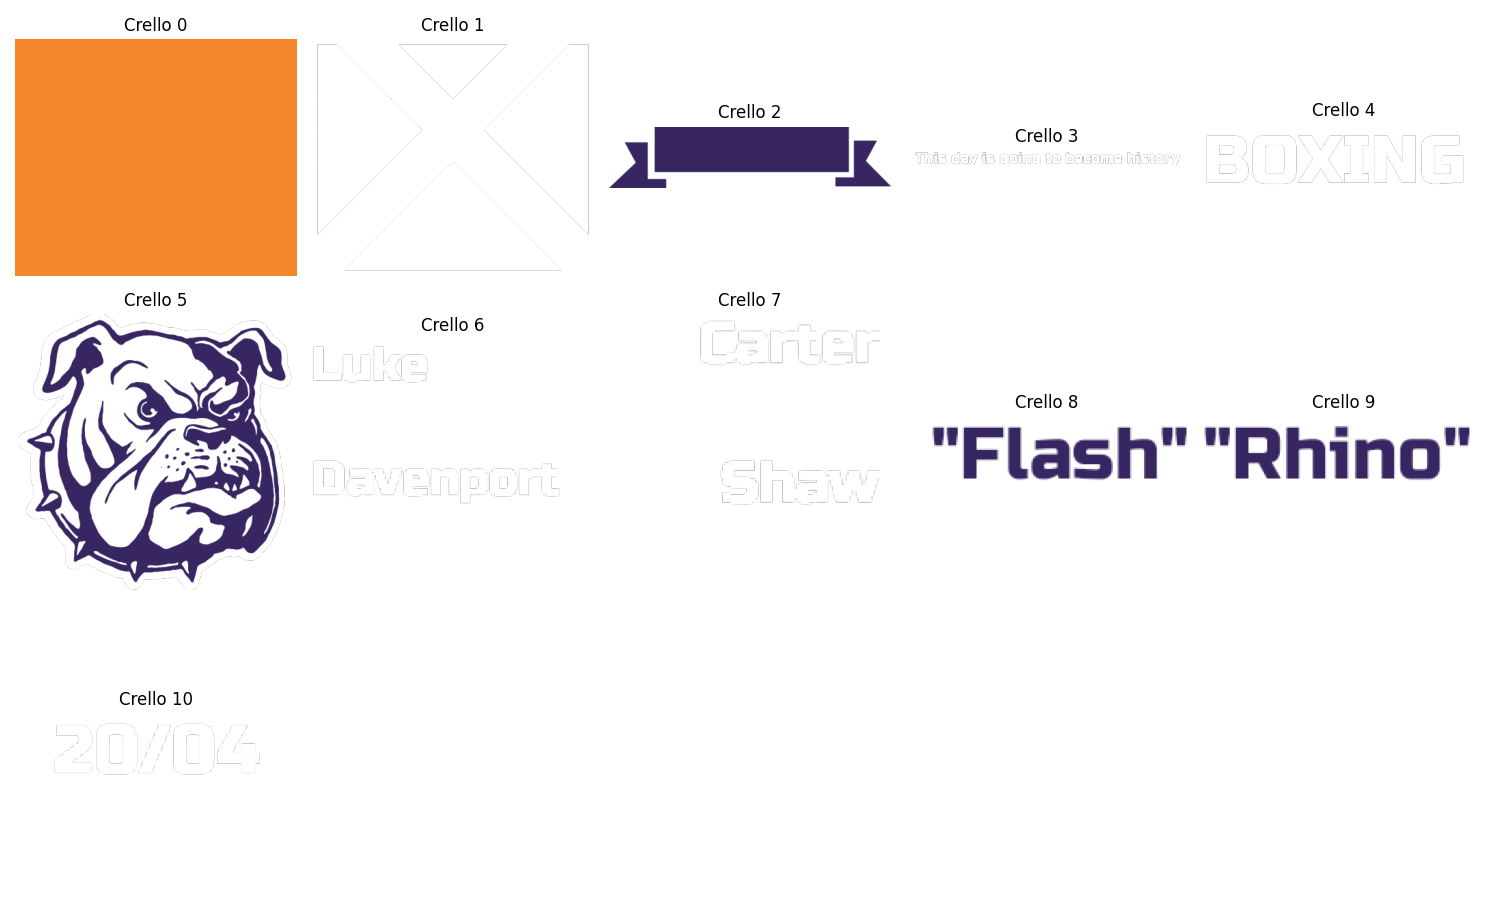 Crello 0
Crello 1
Crello 2
Crello 3
This day is going to become history
Crello 4
BOXING
Crello 5
Crello 6
Luke
Davenport
Crello 7
Carter
Shaw
Crello 8
"Flash"
Crello 9
"Rhino"
Crello 10
20/04